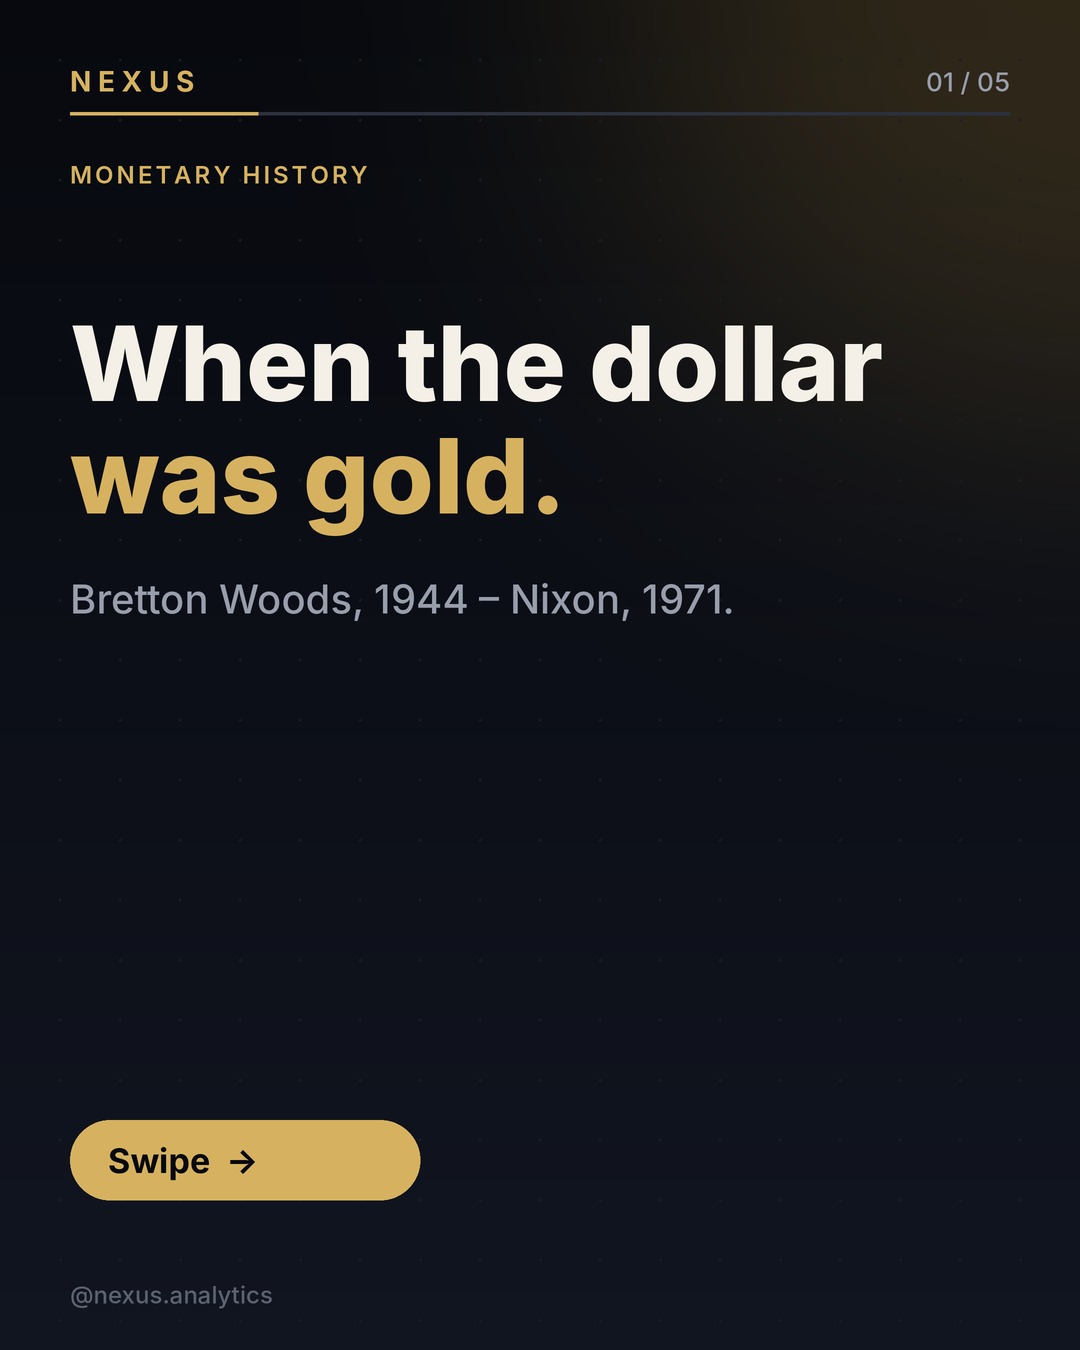 NEXUS
01 / 05
MONETARY HISTORY
When the dollar
was gold.
Bretton Woods, 1944 – Nixon, 1971.
Swipe →
@nexus.analytics